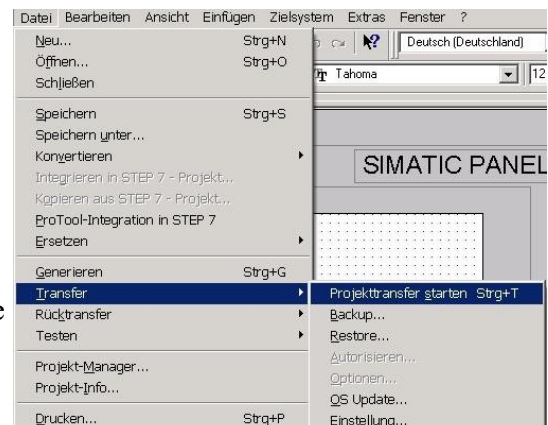 Datei Bearbeiten Ansicht Einfügen Zielsystem Extras Fenster ?
Neu... Strg+N
Öffnen... Strg+O
Schließen
Speichern Strg+S
Speichern unter...
Konvertieren
Integrieren in STEP 7 - Projekt...
Kopieren aus STEP 7 - Projekt...
ProTool-Integration in STEP 7
Ersetzen
Generieren Strg+G
Transfer
Rücktransfer
Testen
Projekt-Manager...
Projekt-Info...
Drucken... Strg+P
Deutsch (Deutschland)
Tahoma 12
SIMATIC PANEL
Projekttransfer starten Strg+T
Backup...
Restore...
Autorisieren...
Optionen...
OS Update...
Einstellung...
e